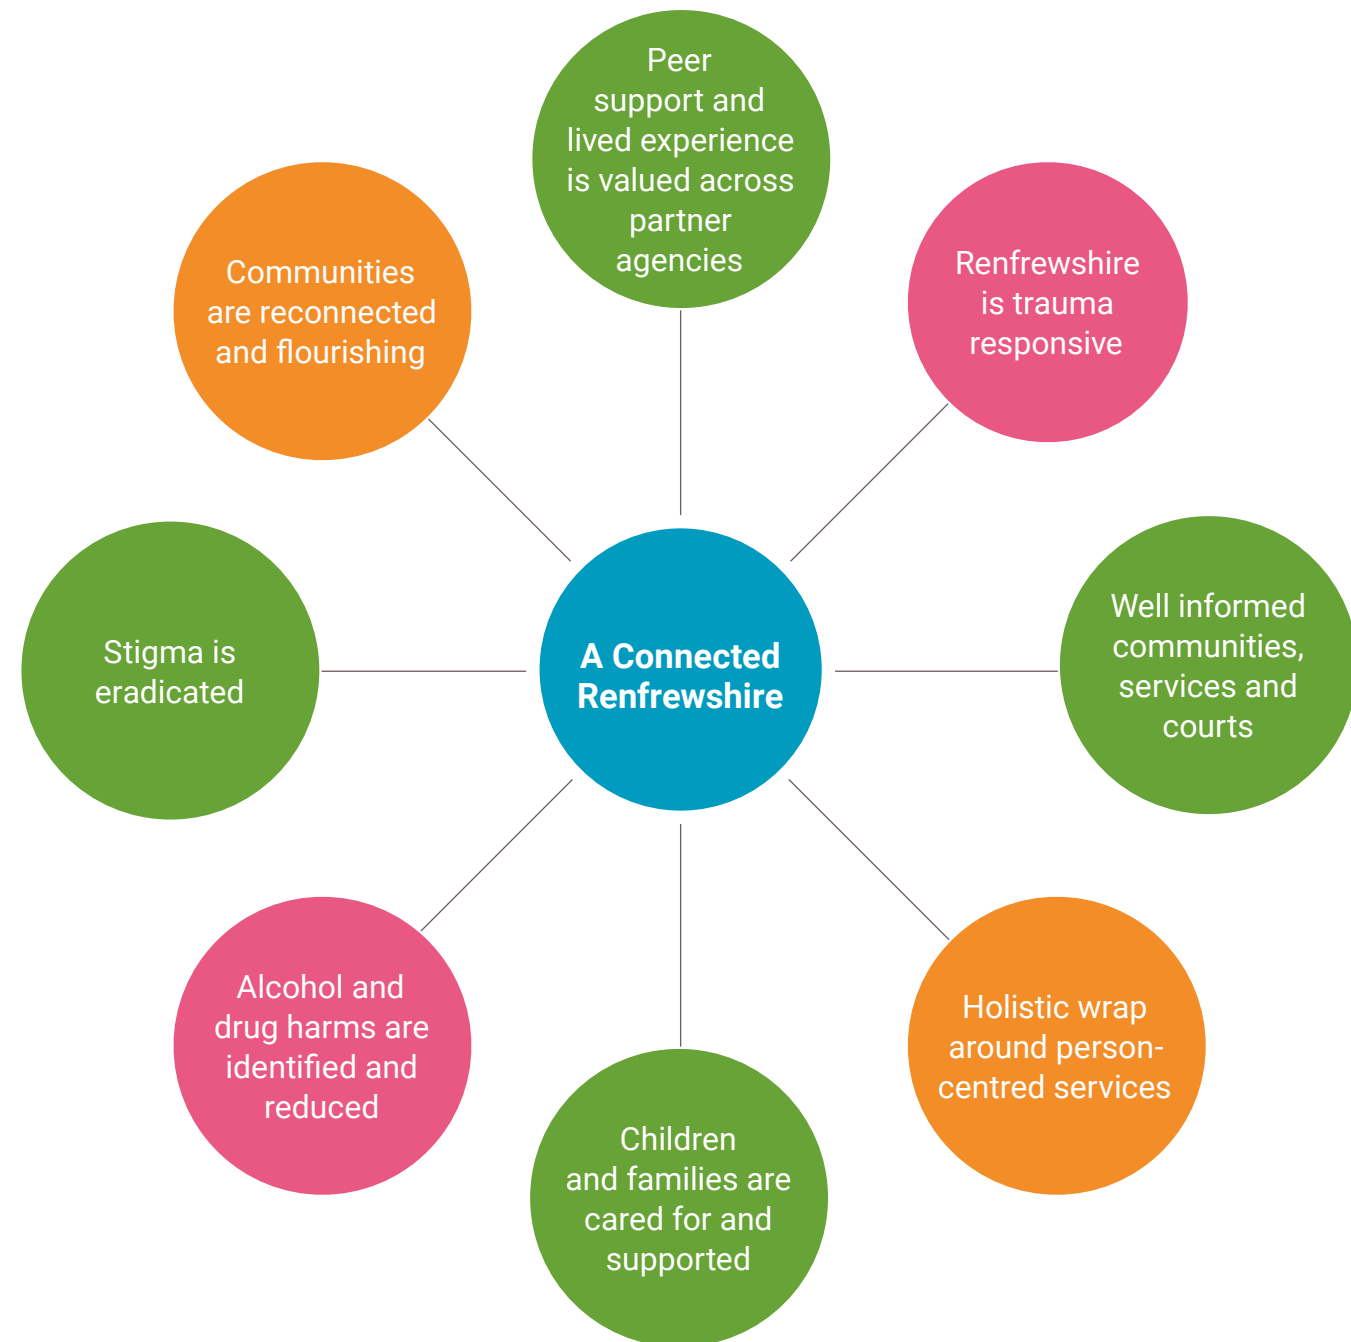 Peer
support and
lived experience
is valued across
partner
agencies
Renfrewshire
is trauma
responsive
Well informed
communities,
services and
courts
Holistic wrap
around person-
centred services
Children
and families are
cared for and
supported
Alcohol and
drug harms are
identified and
reduced
Stigma is
eradicated
Communities
are reconnected
and flourishing
A Connected
Renfrewshire